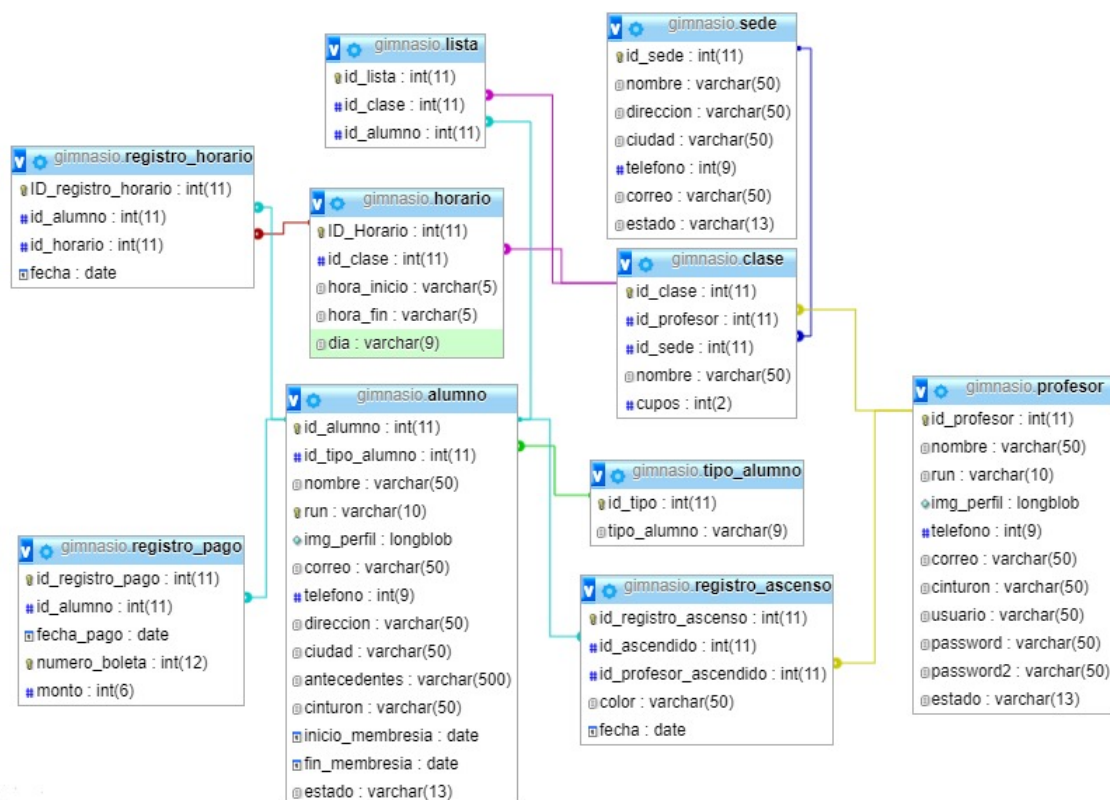 gimnasio.lista
id_lista : int(11)
id_clase : int(11)
id_alumno : int(11)
gimnasio.sede
id_sede : int(11)
nombre : varchar(50)
direccion : varchar(50)
ciudad : varchar(50)
telefono : int(9)
correo : varchar(50)
estado : varchar(13)
gimnasio.registro_horario
ID_registro_horario : int(11)
id_alumno : int(11)
id_horario : int(11)
fecha : date
gimnasio.horario
ID_Horario : int(11)
id_clase : int(11)
hora_inicio : varchar(5)
hora_fin : varchar(5)
dia : varchar(9)
gimnasio.clase
id_clase : int(11)
id_profesor : int(11)
id_sede : int(11)
nombre : varchar(50)
cupos : int(2)
gimnasio.alumno
id_alumno : int(11)
id_tipo_alumno : int(11)
nombre : varchar(50)
run : varchar(10)
img_perfil : longblob
correo : varchar(50)
telefono : int(9)
direccion : varchar(50)
ciudad : varchar(50)
antecedentes : varchar(500)
cinturon : varchar(50)
inicio_membresia : date
fin_membresia : date
estado : varchar(13)
gimnasio.profesor
id_profesor : int(11)
nombre : varchar(50)
run : varchar(10)
img_perfil : longblob
telefono : int(9)
correo : varchar(50)
cinturon : varchar(50)
usuario : varchar(50)
password : varchar(50)
password2 : varchar(50)
estado : varchar(13)
gimnasio.tipo_alumno
id_tipo : int(11)
tipo_alumno : varchar(9)
gimnasio.registro_pago
id_registro_pago : int(11)
id_alumno : int(11)
fecha_pago : date
numero_boleta : int(12)
monto : int(6)
gimnasio.registro_ascenso
id_registro_ascenso : int(11)
id_ascendido : int(11)
id_profesor_ascendido : int(11)
color : varchar(50)
fecha : date